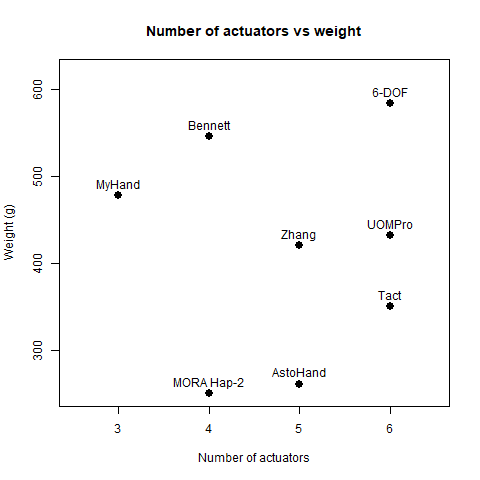 Number of actuators vs weight
6-DOF
Bennett
MyHand
UOMPro
Zhang
Tact
AstoHand
MORA Hap-2
Weight (g)
600
500
400
300
3 4 5 6
Number of actuators